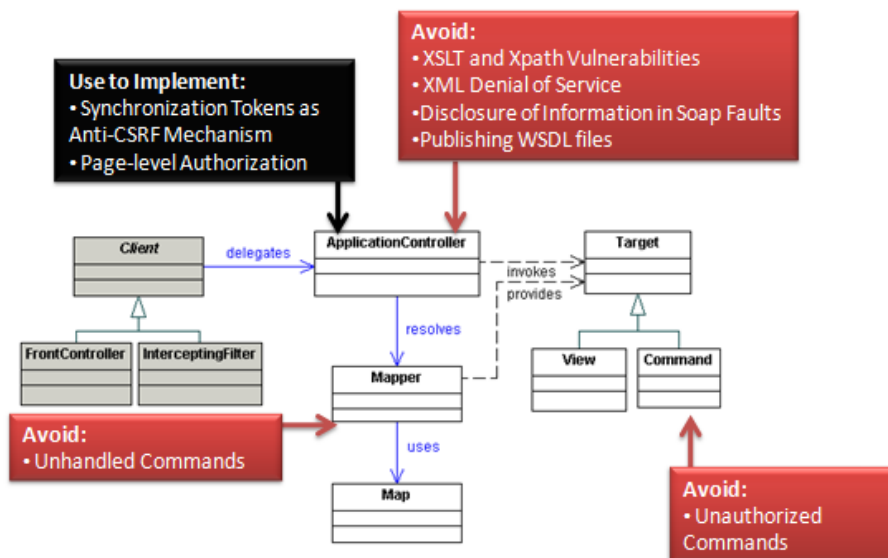 Avoid:
• XSLT and Xpath Vulnerabilities
• XML Denial of Service
• Disclosure of Information in Soap Faults
• Publishing WSDL files
Use to Implement:
• Synchronization Tokens as
Anti-CSRF Mechanism
• Page-level Authorization
Client
delegates
ApplicationController
invokes
provides
Target
resolves
FrontController
InterceptingFilter
Mapper
View
Command
Avoid:
• Unhandled Commands
uses
Map
Avoid:
• Unauthorized
Commands